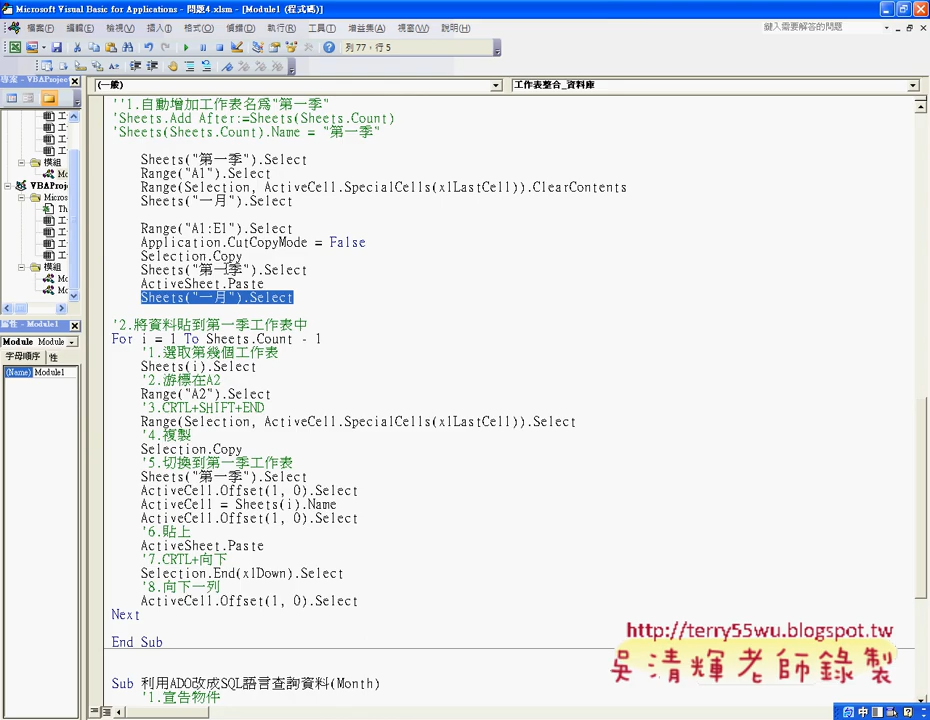 Microsoft Visual Basic for Applications - 問題4.xlsm - [Module1 (程式碼)]
檔案(F) 編輯(E) 檢視(V) 插入(I) 格式(O) 偵錯(D) 執行(R) 工具(T) 增益集(A) 視窗(W) 說明(H)
鍵入需要解答的問題
列 77，行 5
專案 - VBAProject
(一般)
工作表整合_資料庫
模組
VBAProj
Micros
Th
模組
屬性 - Module1
Module1 Module
字母順序 性
(Name) Module1
''1.自動增加工作表名為"第一季"
'Sheets.Add After:=Sheets(Sheets.Count)
'Sheets(Sheets.Count).Name = "第一季"
Sheets("第一季").Select
Range("A1").Select
Range(Selection, ActiveCell.SpecialCells(xlLastCell)).ClearContents
Sheets("一月").Select
Range("A1:E1").Select
Application.CutCopyMode = False
Selection.Copy
Sheets("第一季").Select
ActiveSheet.Paste
Sheets("一月").Select
'2.將資料貼到第一季工作表中
For i = 1 To Sheets.Count - 1
'1.選取第幾個工作表
Sheets(i).Select
'2.游標在A2
Range("A2").Select
'3.CRTL+SHIFT+END
Range(Selection, ActiveCell.SpecialCells(xlLastCell)).Select
'4.複製
Selection.Copy
'5.切換到第一季工作表
Sheets("第一季").Select
ActiveCell.Offset(1, 0).Select
ActiveCell = Sheets(i).Name
ActiveCell.Offset(1, 0).Select
'6.貼上
ActiveSheet.Paste
'7.CRTL+向下
Selection.End(xlDown).Select
'8.向下一列
ActiveCell.Offset(1, 0).Select
Next
End Sub
Sub 利用ADO改成SQL語言查詢資料(Month)
'1.宣告物件
http://terry55wu.blogspot.tw
吳清輝老師錄製
中